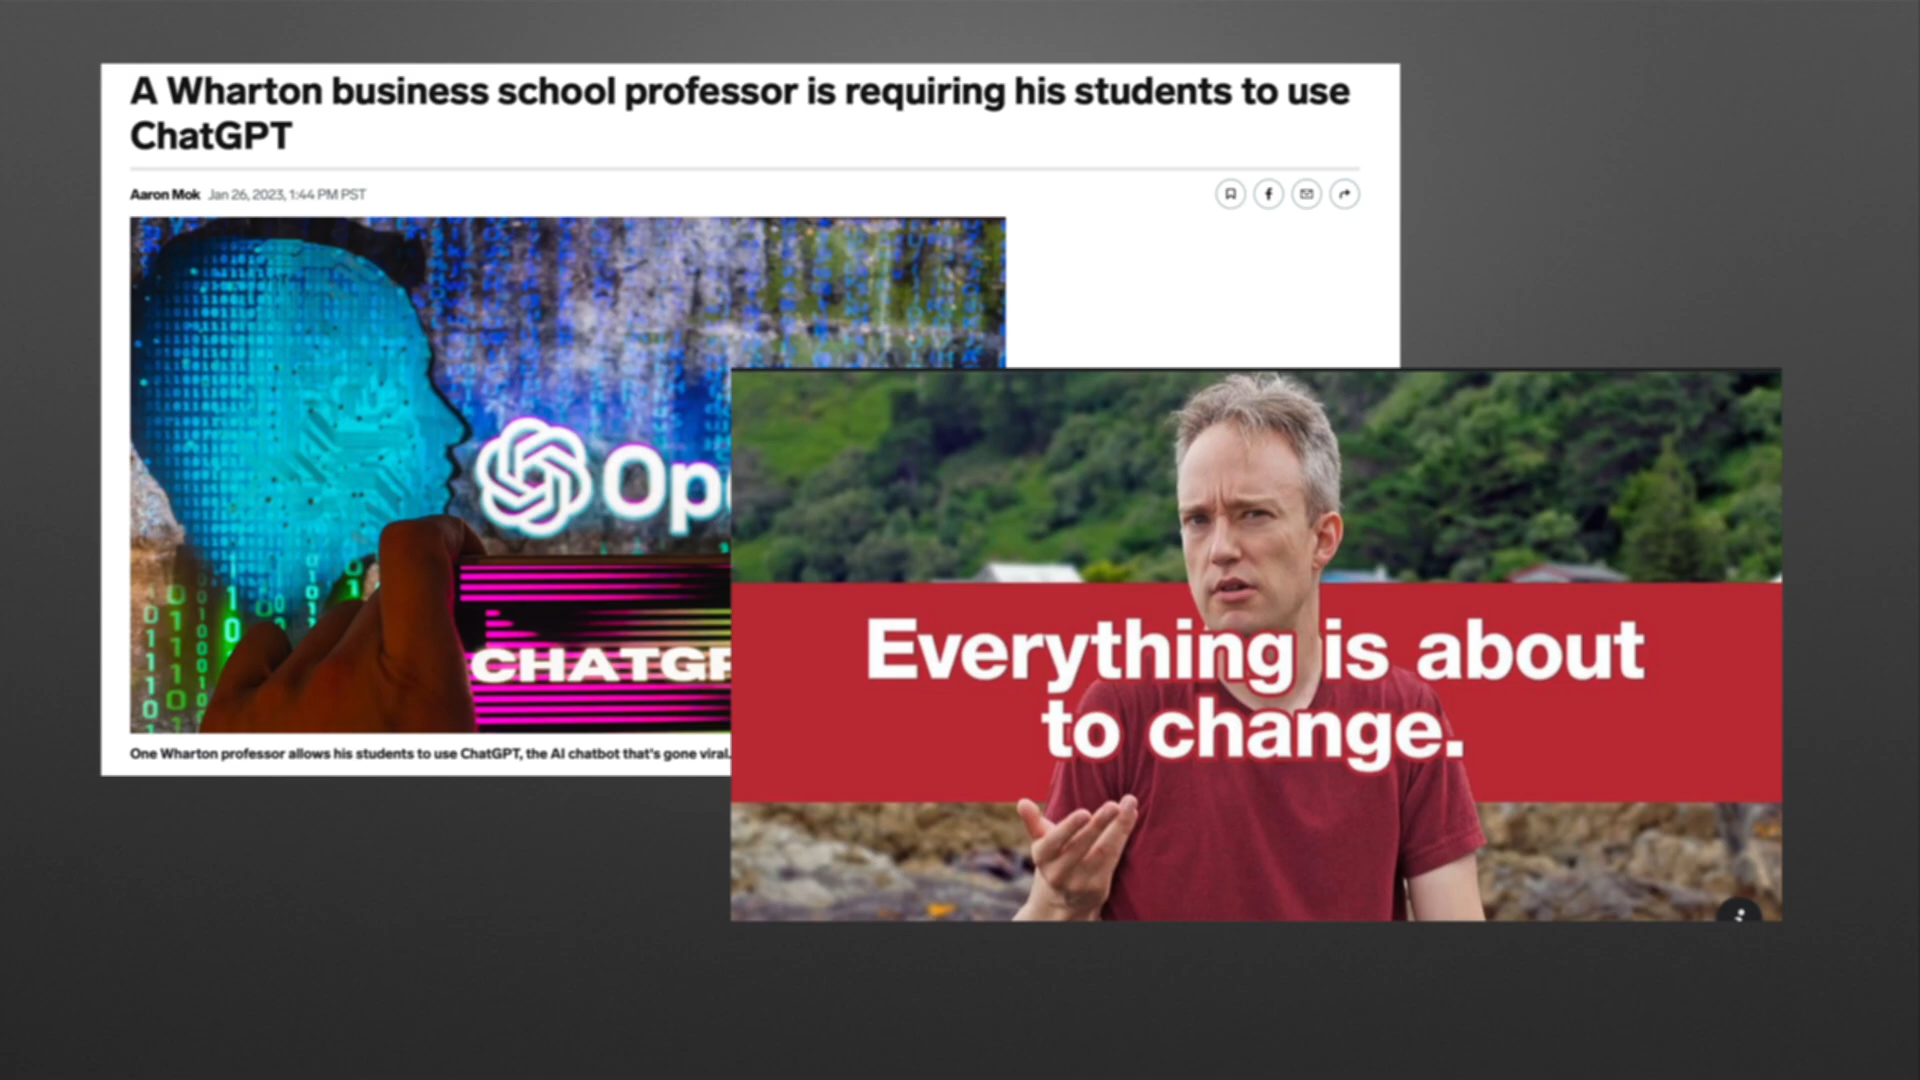 A Wharton business school professor is requiring his students to use
ChatGPT
Aaron Mok Jan 26, 2023, 1:44 PM PST
Op
CHATGP
One Wharton professor allows his students to use ChatGPT, the AI chatbot that's gone viral.
Everything is about
to change.